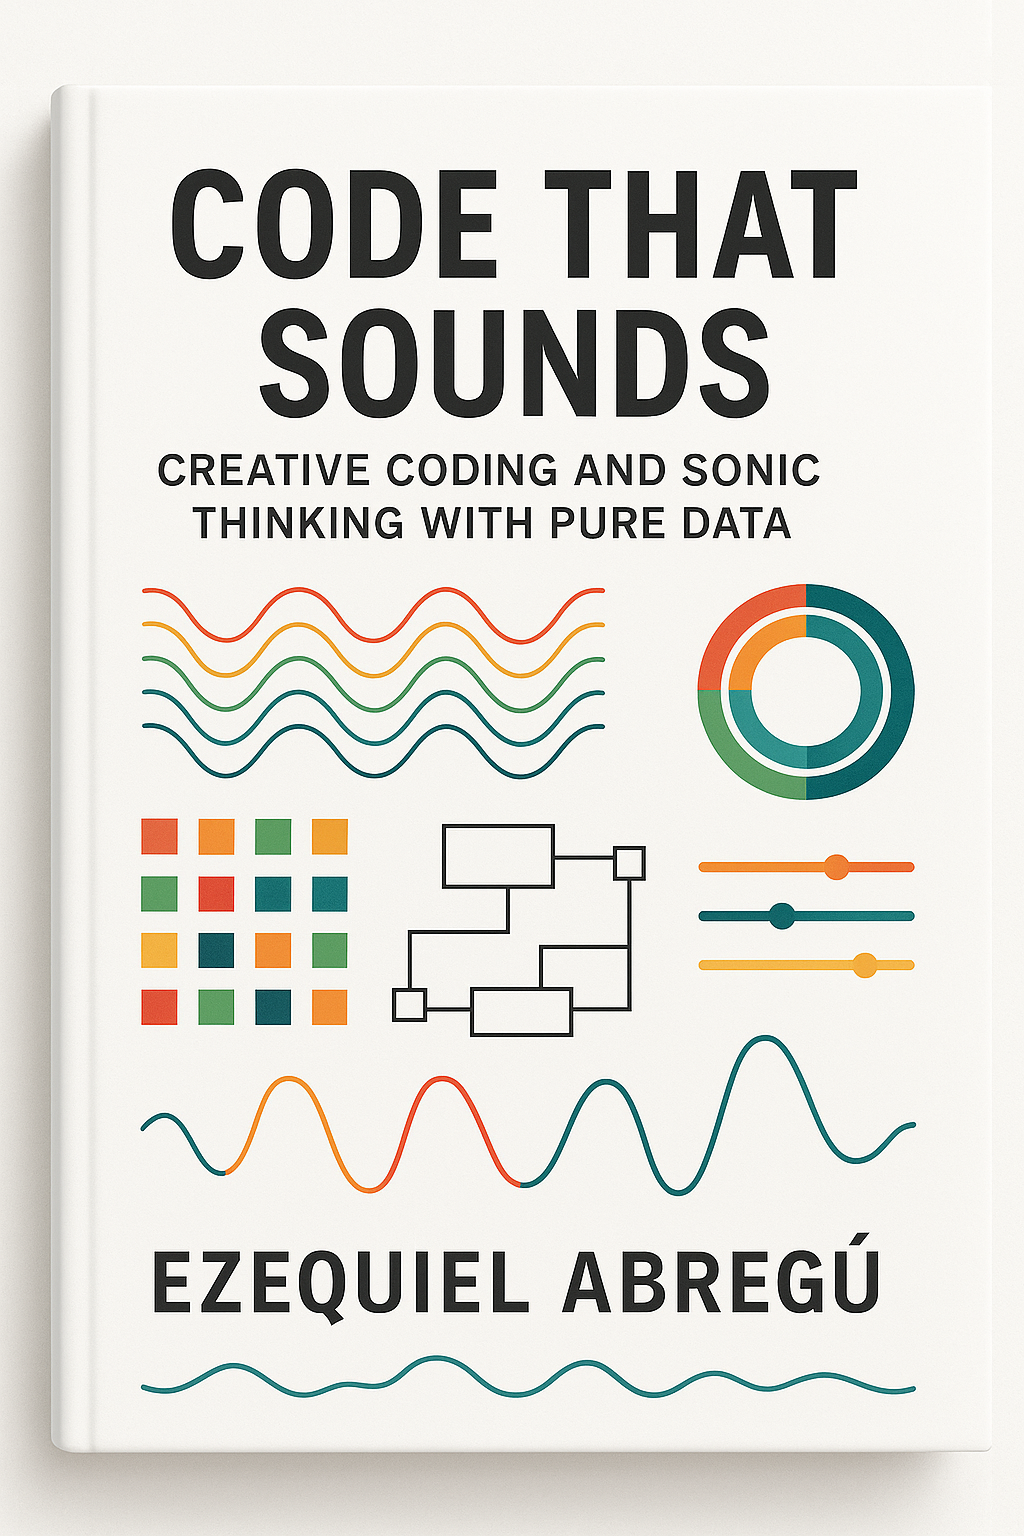 CODE THAT
SOUNDS
CREATIVE CODING AND SONIC
THINKING WITH PURE DATA
EZEQUIEL ABREGÚ